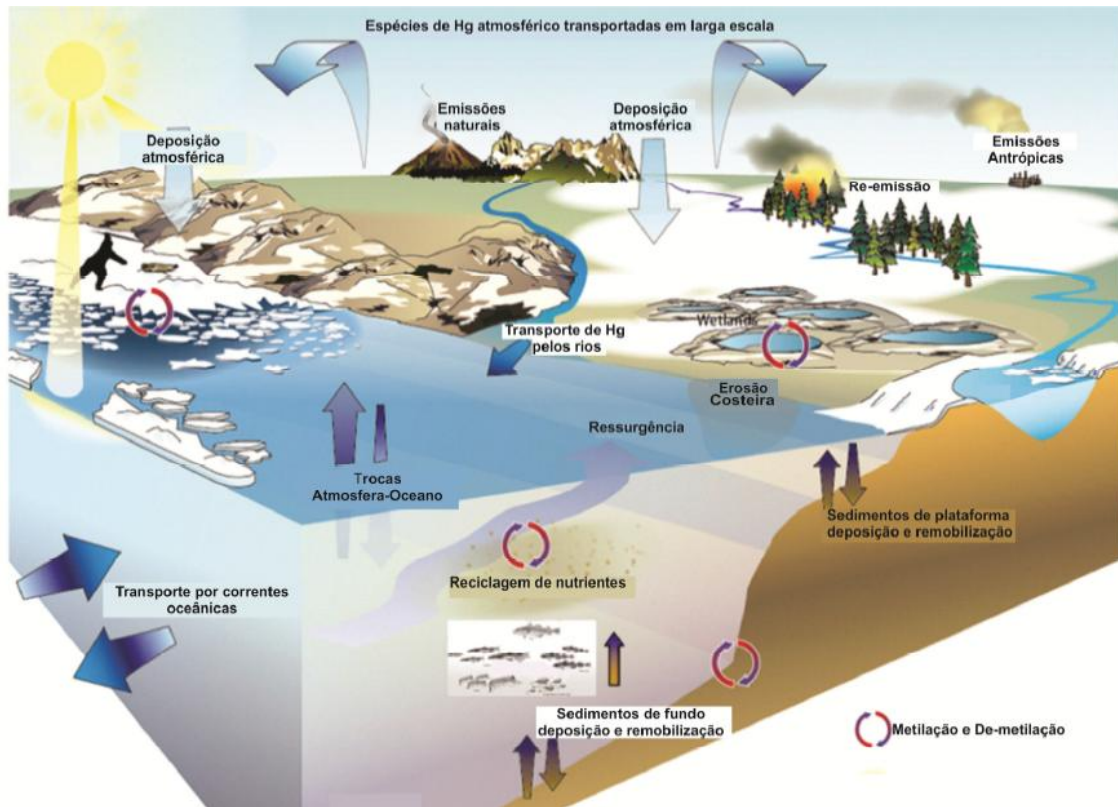 Espécies de Hg atmosférico transportadas em larga escala
Emissões
naturais
Deposição
atmosférica
Deposição
atmosférica
Emissões
Antrópicas
Re-emissão
Transporte de Hg
pelos rios
Wetlands
Erosão
Costeira
Ressurgência
Trocas
Atmosfera-Oceano
Sedimentos de plataforma
deposição e remobilização
Reciclagem de nutrientes
Transporte por correntes
oceânicas
Sedimentos de fundo
deposição e remobilização
Metilação e De-metilação